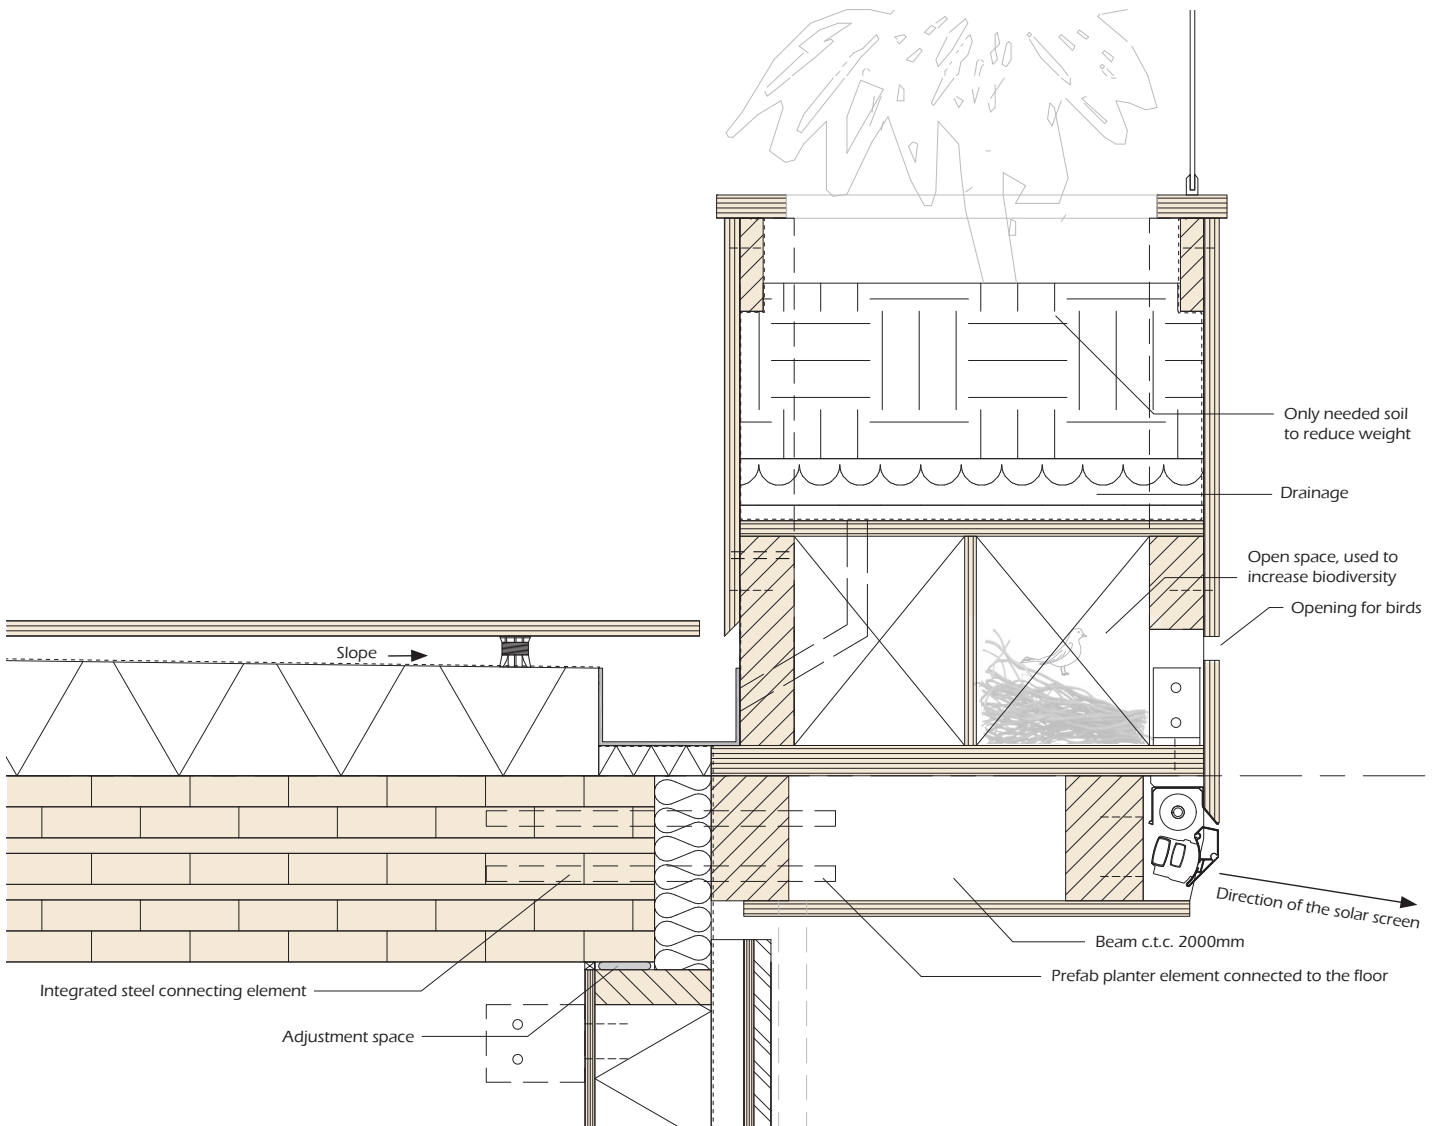 Only needed soil
to reduce weight
Drainage
Open space, used to
increase biodiversity
Opening for birds
Slope
Direction of the solar screen
Beam c.t.c. 2000mm
Prefab planter element connected to the floor
Integrated steel connecting element
Adjustment space